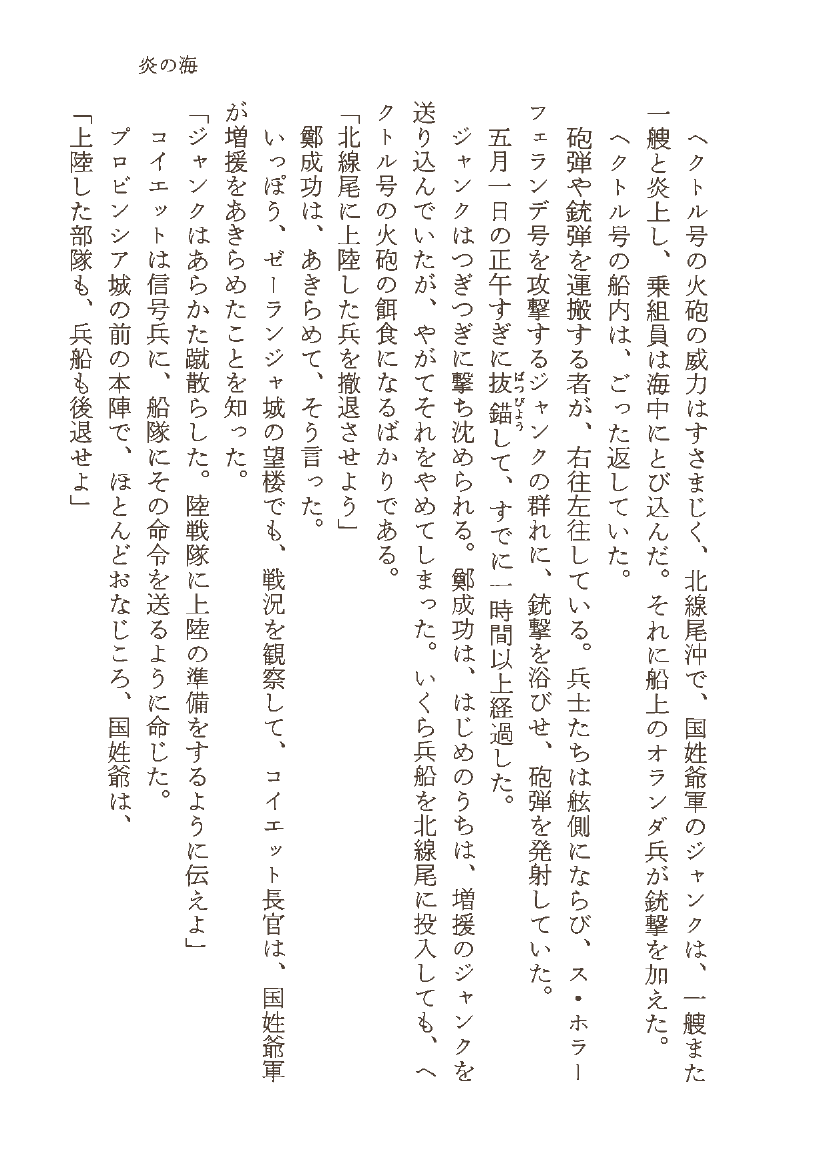 炎の海
ヘクトル号の火砲の威力はすさまじく、北線尾沖で、国姓爺軍のジャンクは、一艘また
一艘と炎上し、乗組員は海中にとび込んだ。それに船上のオランダ兵が銃撃を加えた。
ヘクトル号の船内は、ごった返していた。
砲弾や銃弾を運搬する者が、右往左往している。兵士たちは舷側にならび、ス・ホラー
フェランデ号を攻撃するジャンクの群れに、銃撃を浴びせ、砲弾を発射していた。
五月一日の正午すぎに抜錨して、すでに一時間以上経過した。
ばつびよう
ジャンクはつぎつぎに撃ち沈められる。鄭成功は、はじめのうちは、増援のジャンクを
送り込んでいたが、やがてそれをやめてしまった。いくら兵船を北線尾に投入しても、ヘ
クトル号の火砲の餌食になるばかりである。
「北線尾に上陸した兵を撤退させよう」
鄭成功は、あきらめて、そう言った。
いっぽう、ゼーランジャ城の望楼でも、戦況を観察して、コイエット長官は、国姓爺軍
が増援をあきらめたことを知った。
「ジャンクはあらかた蹴散らした。陸戦隊に上陸の準備をするように伝えよ」
コイエットは信号兵に、船隊にその命令を送るように命じた。
プロビンシア城の前の本陣で、ほとんどおなじころ、国姓爺は、
「上陸した部隊も、兵船も後退せよ」